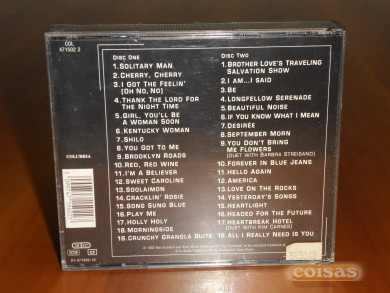 COL
471502 2
DISC ONE
1. SOLITARY MAN
2. CHERRY, CHERRY
3. I GOT THE FEELIN'
(OH NO, NO)
4. THANK THE LORD FOR
THE NIGHT TIME
5. GIRL, YOU'LL BE
A WOMAN SOON
6. KENTUCKY WOMAN
7. SHILO
8. YOU GOT TO ME
9. BROOKLYN ROADS
10. RED, RED WINE
11. I'M A BELIEVER
12. SWEET CAROLINE
13. SOOLAIMON
14. CRACKLIN' ROSIE
15. SONG SUNG BLUE
16. PLAY ME
17. HOLLY HOLY
18. MORNINGSIDE
19. CRUNCHY GRANOLA SUITE
DISC TWO
1. BROTHER LOVE'S TRAVELING
SALVATION SHOW
2. I AM...I SAID
3. BE
4. LONGFELLOW SERENADE
5. BEAUTIFUL NOISE
6. IF YOU KNOW WHAT I MEAN
7. DESIRÉE
8. SEPTEMBER MORN
9. YOU DON'T BRING
ME FLOWERS
(DUET WITH BARBRA STREISAND)
10. FOREVER IN BLUE JEANS
11. HELLO AGAIN
12. AMERICA
13. LOVE ON THE ROCKS
14. YESTERDAY'S SONGS
15. HEARTLIGHT
16. HEADED FOR THE FUTURE
17. HEARTBREAK HOTEL
(DUET WITH KIM CARNES)
18. ALL I REALLY NEED IS YOU
COLUMBIA
coisas